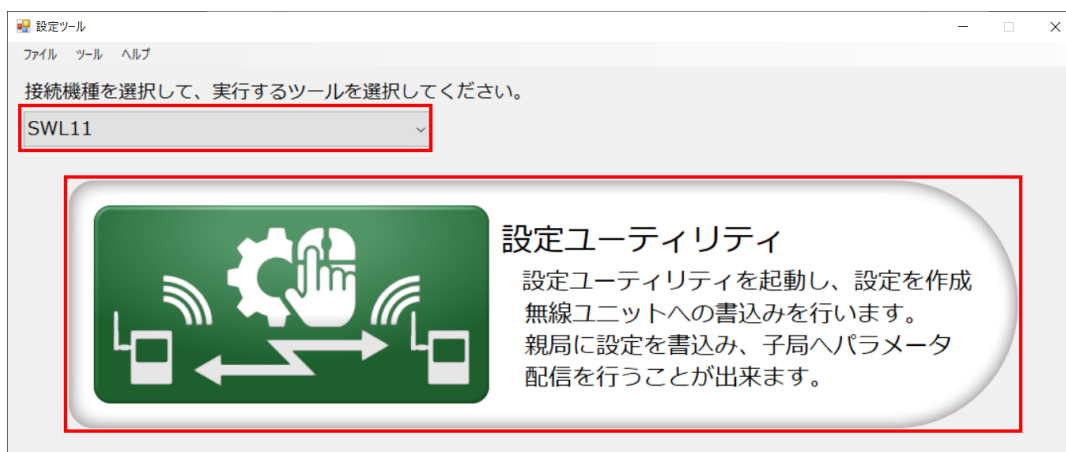 設定ツール
ファイル ツール ヘルプ
接続機種を選択して、実行するツールを選択してください。
SWL11
設定ユーティリティ
設定ユーティリティを起動し、設定を作成
無線ユニットへの書込みを行います。
親局に設定を書込み、子局へパラメータ
配信を行うことが出来ます。